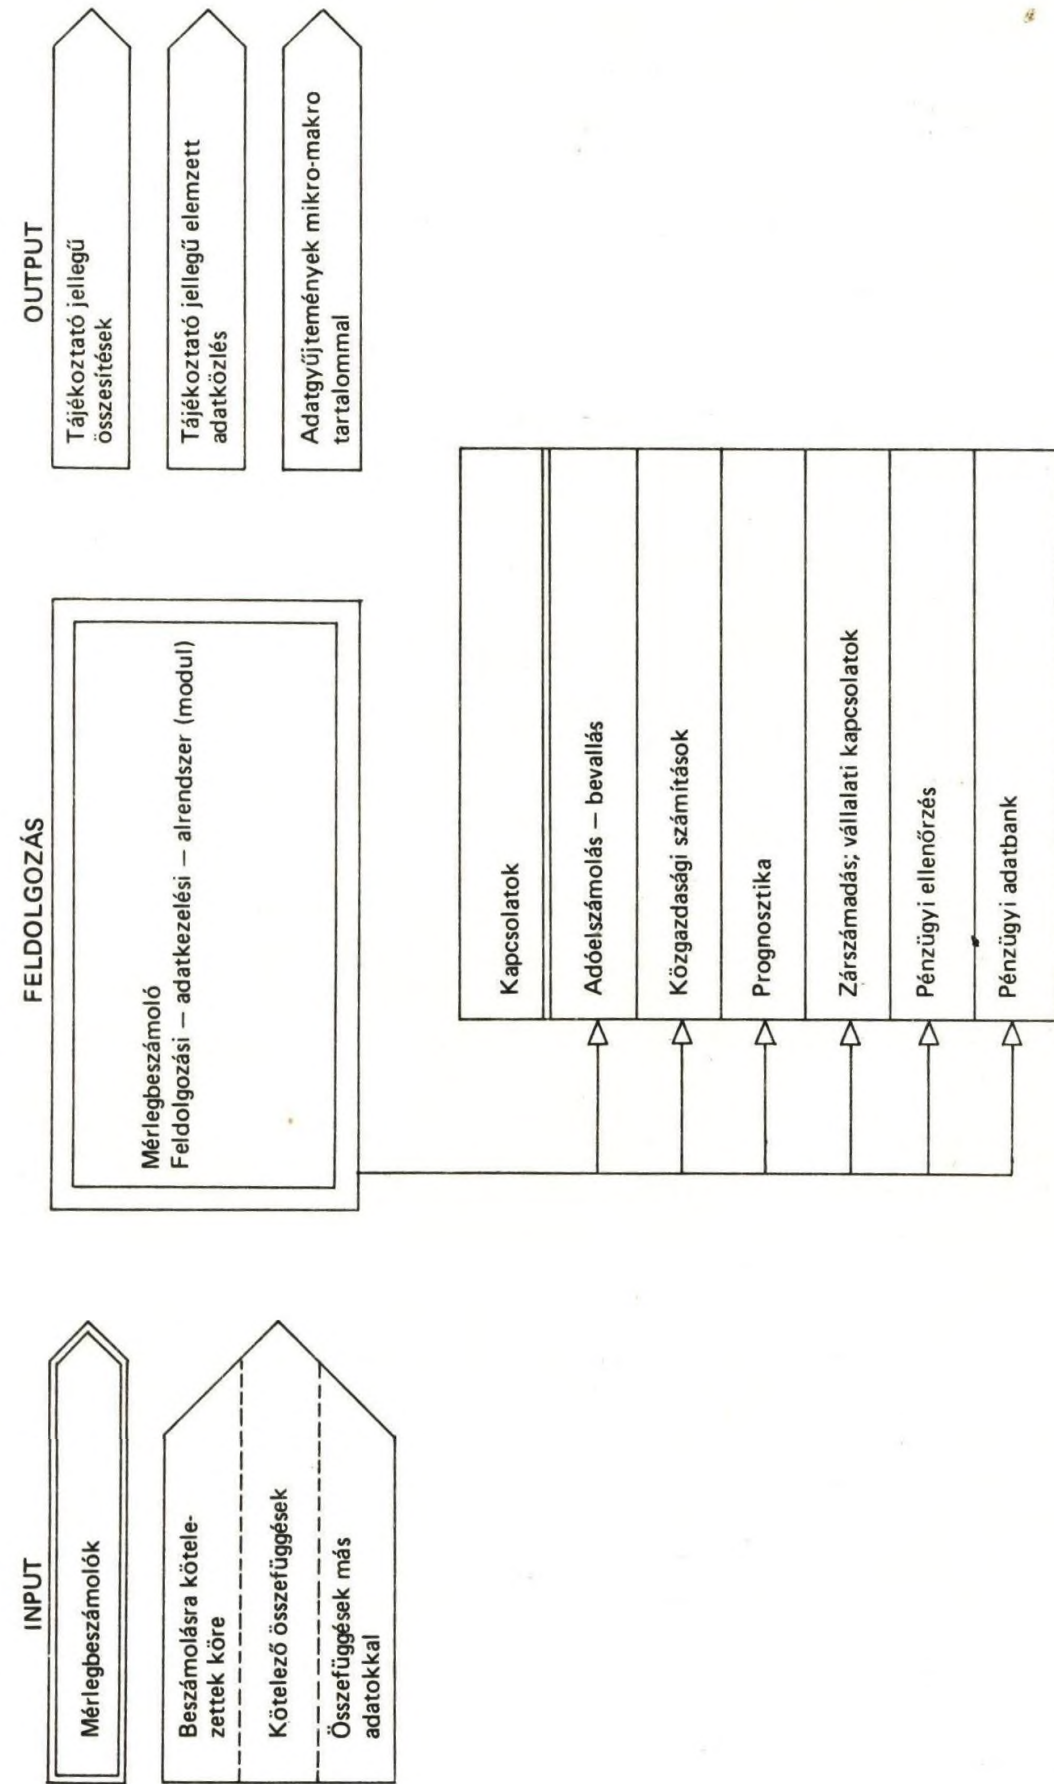 INPUT
Mérlegbeszámolók
Beszámolásra kötele-
zettek köre
Kötelező összefüggések
Összefüggések más
adatokkal
FELDOLGOZÁS
Mérlegbeszámoló
Feldolgozási — adatkezelési — alrendszer (modul)
Kapcsolatok
Adóelszámolás — bevallás
Közgazdasági számítások
Prognosztika
Zárszámadás; vállalati kapcsolatok
Pénzügyi ellenőrzés
Pénzügyi adatbank
OUTPUT
Tájékoztató jellegű
összesítések
Tájékoztató jellegű elemzett
adatközlés
Adatgyűjtemények mikro-makro
tartalommal